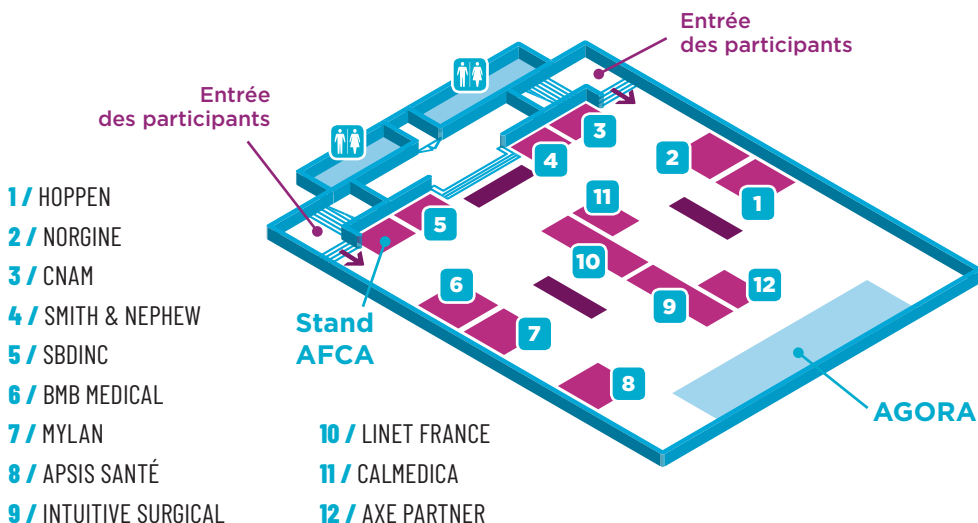 Entrée
des participants
Entrée
des participants
3
4
2
1
11
5
10
12
6
9
7
8
Stand
AFCA
AGORA
1 / HOPPEN
2 / NORGINE
3 / CNAM
4 / SMITH & NEPHEW
5 / SBDINC
6 / BMB MEDICAL
7 / MYLAN
8 / APSIS SANTÉ
9 / INTUITIVE SURGICAL
10 / LINET FRANCE
11 / CALMEDICA
12 / AXE PARTNER